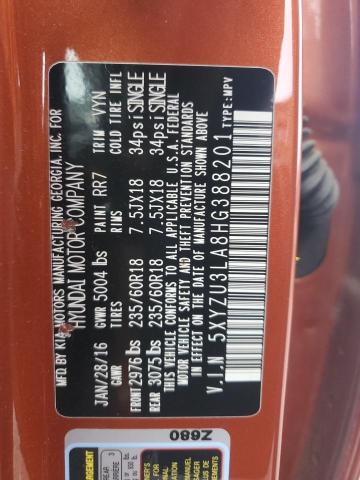 MFD. BY KIA MOTORS MANUFACTURING GEORGIA, INC. FOR
HYUNDAI MOTOR COMPANY
JAN/28/16 PAINT RR7 TRIM VYN
GVWR 5004 lbs
GAWR TIRES RIMS COLD TIRE INFL
FRONT 2976 lbs 235/60R18 7.5JX18 34psi SINGLE
REAR 3075 lbs 235/60R18 7.5JX18 34psi SINGLE
THIS VEHICLE CONFORMS TO ALL APPLICABLE U.S.A. FEDERAL
MOTOR VEHICLE SAFETY AND THEFT PREVENTION STANDARDS
IN EFFECT ON THE DATE OF MANUFACTURE SHOWN ABOVE
V.I.N 5XYZU3LA8HG388201
TYPE:MPV
Z680